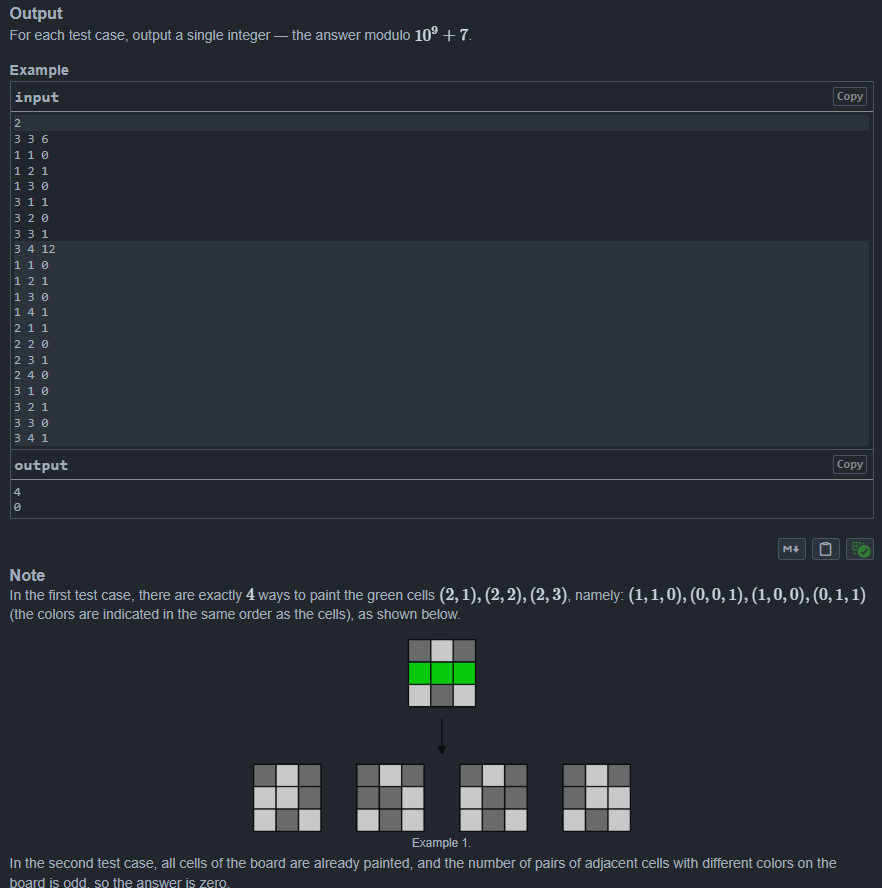 Output
For each test case, output a single integer — the answer modulo 10⁹ + 7.
Example
input
Copy
2
3 3 6
1 1 0
1 2 1
1 3 0
3 1 1
3 2 0
3 3 1
3 4 12
1 1 0
1 2 1
1 3 0
1 4 1
2 1 1
2 2 0
2 3 1
2 4 0
3 1 0
3 2 1
3 3 0
3 4 1
output
Copy
4
0
M↓
Note
In the first test case, there are exactly 4 ways to paint the green cells (2, 1), (2, 2), (2, 3), namely: (1, 1, 0), (0, 0, 1), (1, 0, 0), (0, 1, 1)
(the colors are indicated in the same order as the cells), as shown below.
Example 1.
In the second test case, all cells of the board are already painted, and the number of pairs of adjacent cells with different colors on the
board is odd, so the answer is zero.